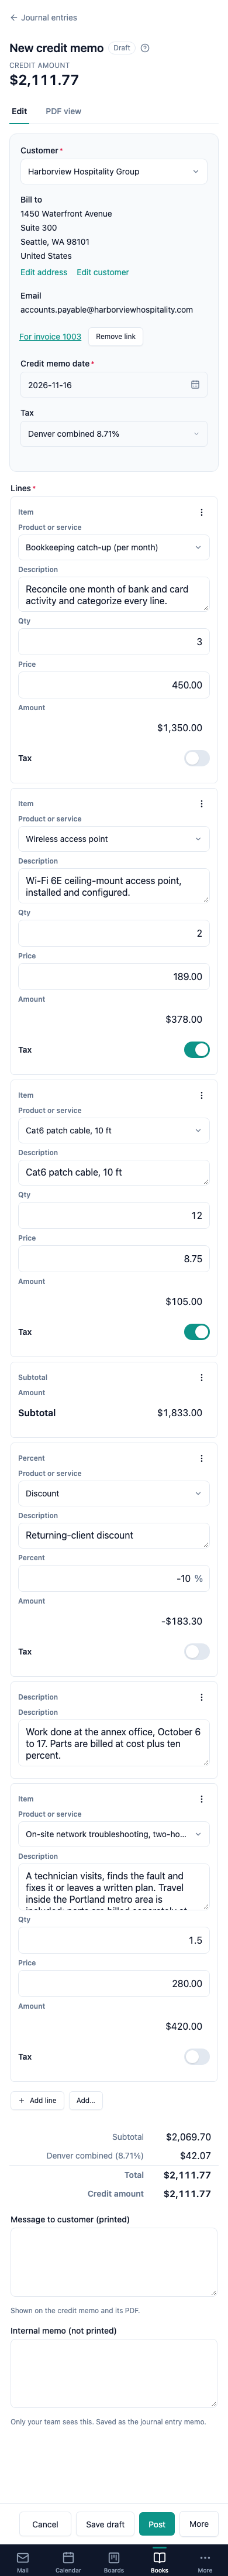 Journal entries
New credit memo Draft
CREDIT AMOUNT
$2,111.77
Edit PDF view
Customer*
Harborview Hospitality Group
Bill to
1450 Waterfront Avenue
Suite 300
Seattle, WA 98101
United States
Edit address Edit customer
Email
accounts.payable@harborviewhospitality.com
For invoice 1003 Remove link
Credit memo date*
2026-11-16
Tax
Denver combined 8.71%
Lines*
Item
Product or service
Bookkeeping catch-up (per month)
Description
Reconcile one month of bank and card
activity and categorize every line.
Qty
3
Price
450.00
Amount
$1,350.00
Tax
Item
Product or service
Wireless access point
Description
Wi-Fi 6E ceiling-mount access point,
installed and configured.
Qty
2
Price
189.00
Amount
$378.00
Tax
Item
Product or service
Cat6 patch cable, 10 ft
Description
Cat6 patch cable, 10 ft
Qty
12
Price
8.75
Amount
$105.00
Tax
Subtotal
Amount
Subtotal $1,833.00
Percent
Product or service
Discount
Description
Returning-client discount
Percent
-10 %
Amount
-$183.30
Tax
Description
Description
Work done at the annex office, October 6
to 17. Parts are billed at cost plus ten
percent.
Item
Product or service
On-site network troubleshooting, two-ho...
Description
A technician visits, finds the fault and
fixes it or leaves a written plan. Travel
inside the Portland metro area is
included, parts are billed separately at
Qty
1.5
Price
280.00
Amount
$420.00
Tax
+ Add line Add...
Subtotal $2,069.70
Denver combined (8.71%) $42.07
Total $2,111.77
Credit amount $2,111.77
Message to customer (printed)
Shown on the credit memo and its PDF.
Internal memo (not printed)
Only your team sees this. Saved as the journal entry memo.
Cancel Save draft Post More
Mail Calendar Boards Books More